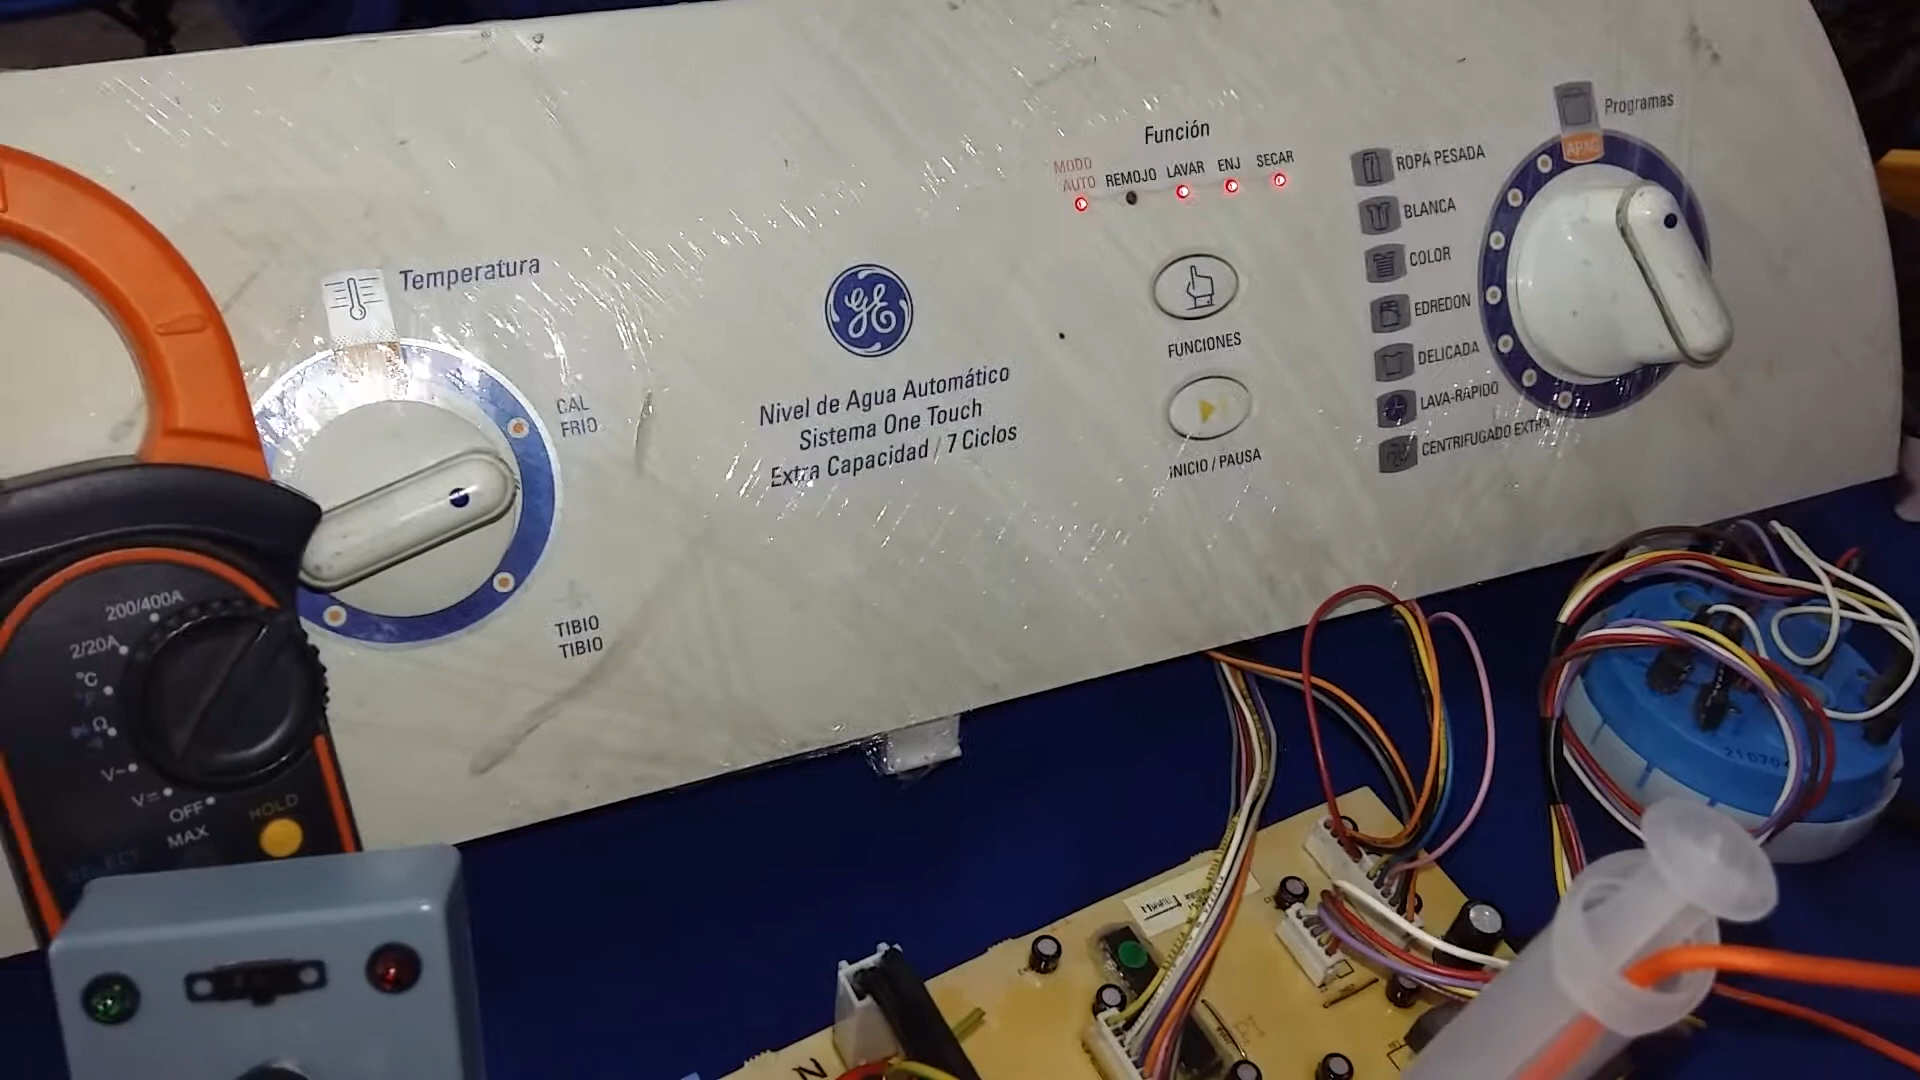 Temperatura
CAL
FRIO
TIBIO
TIBIO
GE
Nivel de Agua Automático
Sistema One Touch
Extra Capacidad / 7 Ciclos
Función
MODO
AUTO
REMOJO
LAVAR
ENJ
SECAR
FUNCIONES
INICIO / PAUSA
Programas
APAG
ROPA PESADA
BLANCA
COLOR
EDREDON
DELICADA
LAVA-RAPIDO
CENTRIFUGADO EXTRA
200/400A
2/20A
°C
°F
Ω
V~
V=
OFF
MAX
HOLD
SELECT
N